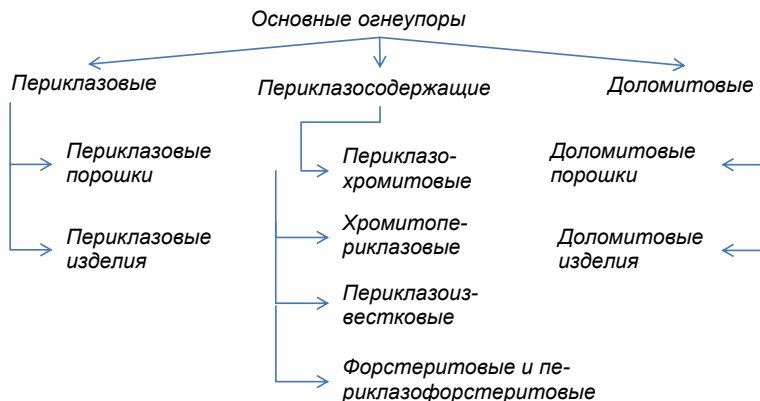 Основные огнеупоры
Периклазовые
Периклазосодержащие
Доломитовые
Периклазовые
порошки
Периклазовые
изделия
Периклазо-
хромитовые
Хромитопе-
риклазовые
Периклазоиз-
вестковые
Форстеритовые и пе-
риклазофорстеритовые
Доломитовые
порошки
Доломитовые
изделия